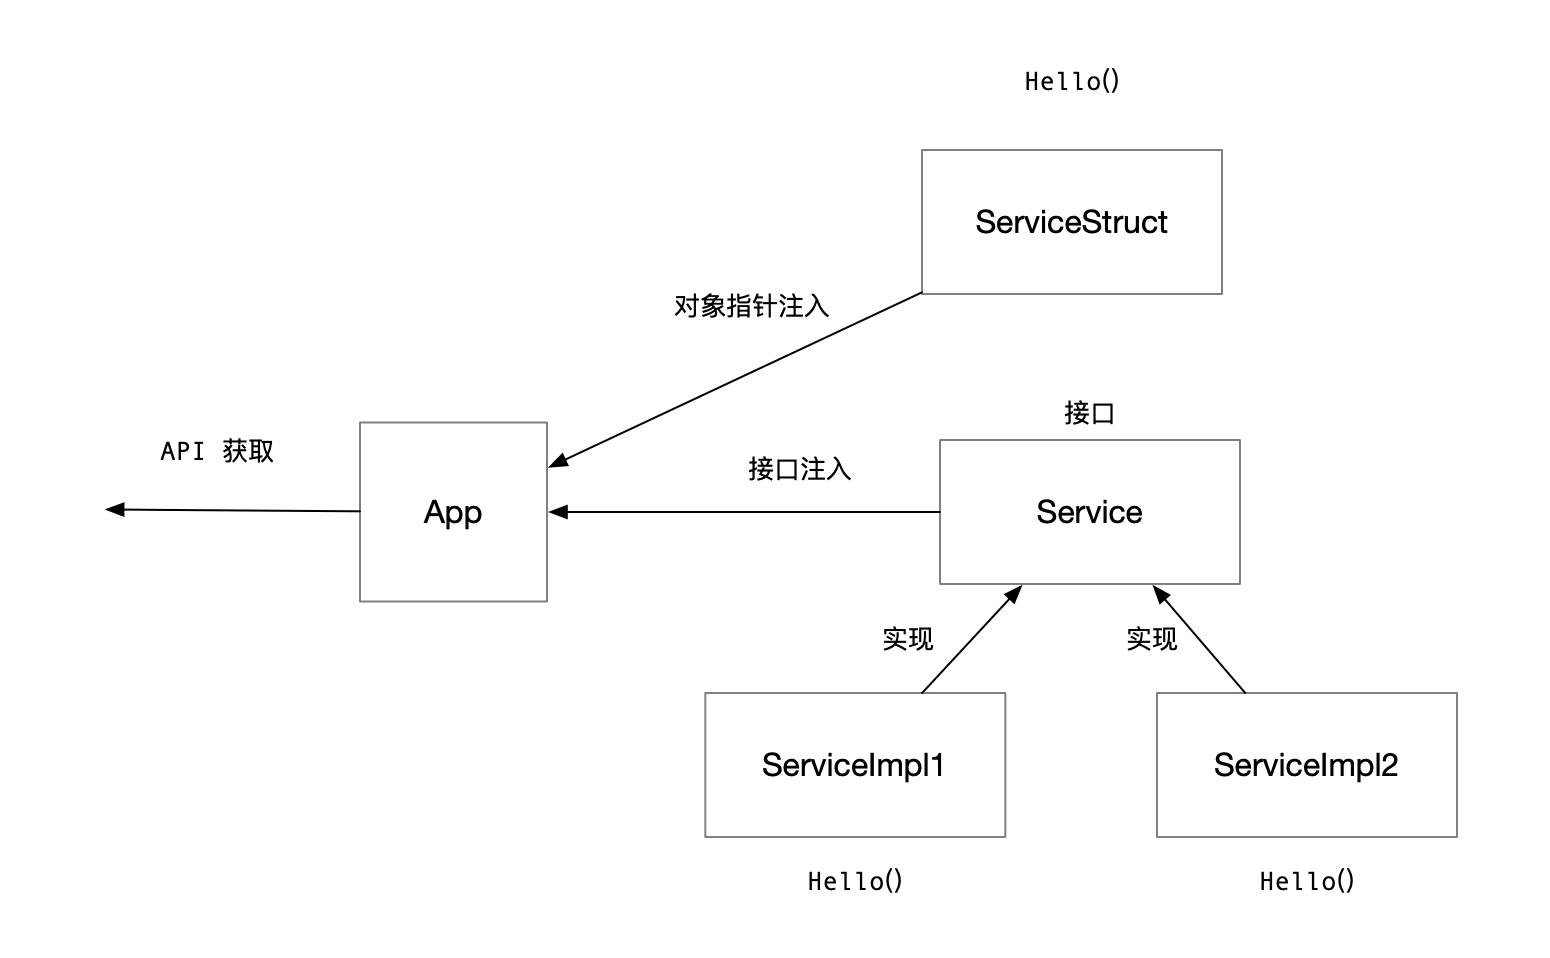 Hello()
ServiceStruct
对象指针注入
接口
API 获取
接口注入
App
Service
实现
实现
ServiceImpl1
ServiceImpl2
Hello()
Hello()